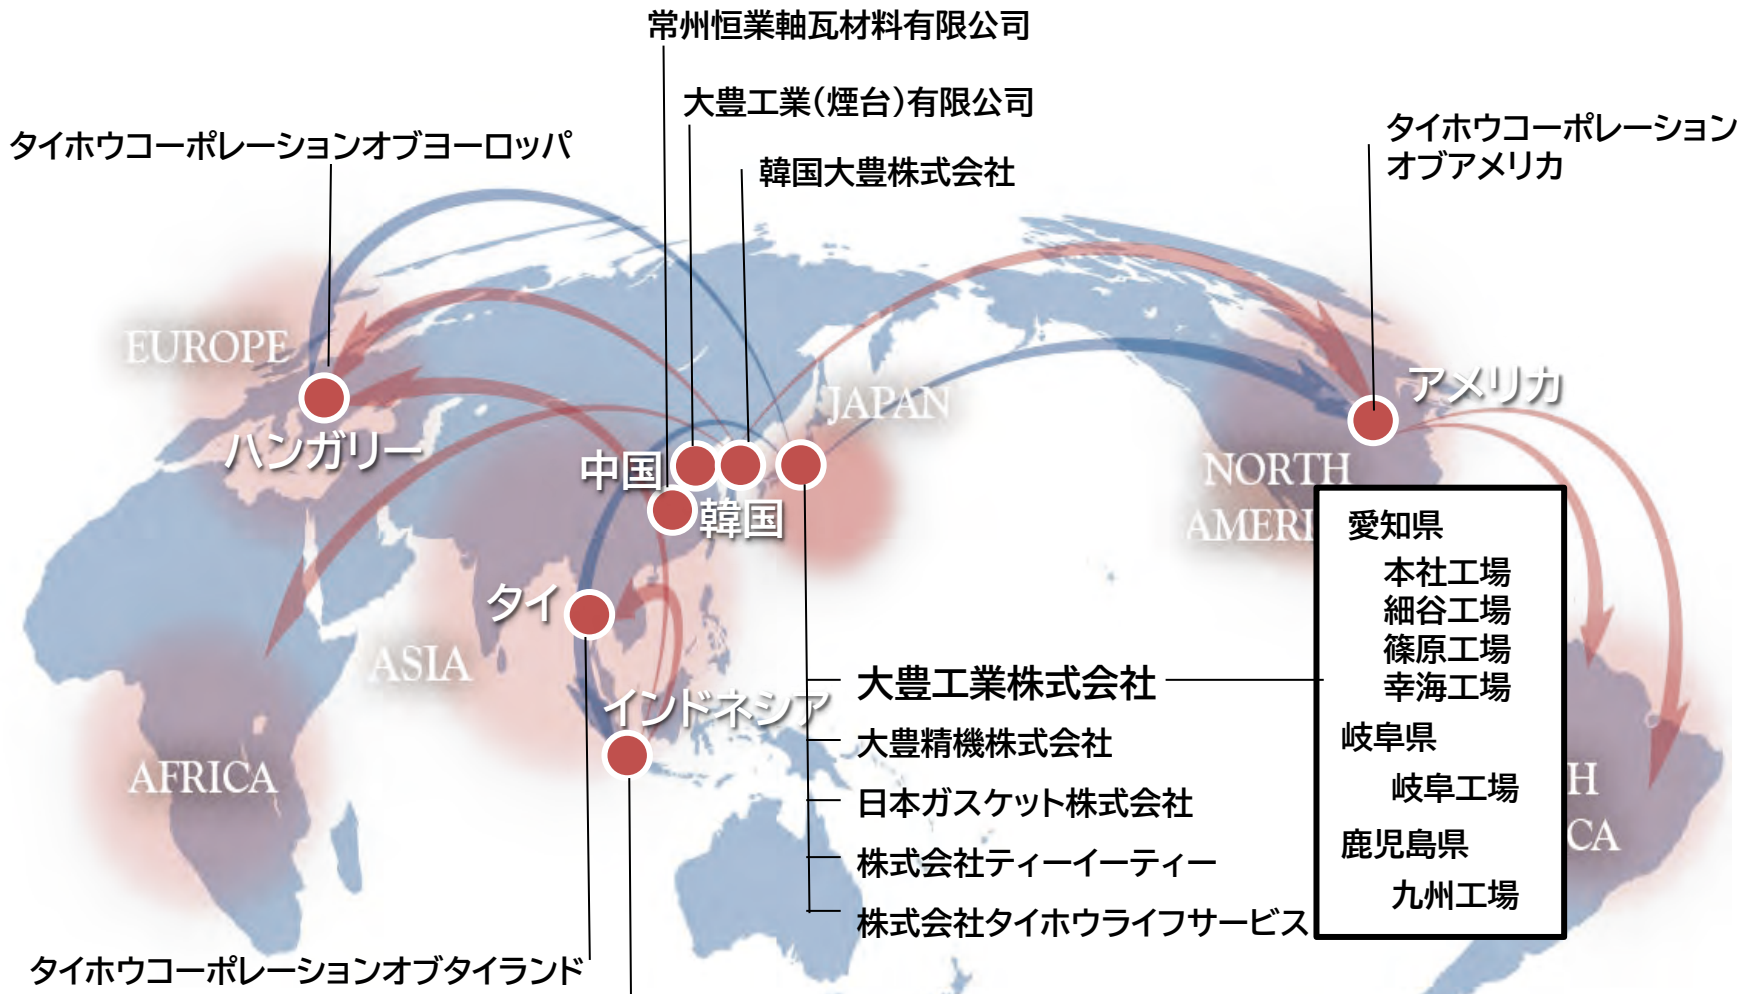 常州恒業軸瓦材料有限公司
大豊工業(煙台)有限公司
タイホウコーポレーションオブヨーロッパ
韓国大豊株式会社
タイホウコーポレーション
オブアメリカ
EUROPE
ハンガリー
JAPAN
アメリカ
中国
韓国
NORTH
AMERI
タイ
ASIA
インドネシア
AFRICA
大豊工業株式会社
大豊精機株式会社
日本ガスケット株式会社
株式会社ティーイーティー
株式会社タイホウライフサービス
愛知県
本社工場
細谷工場
篠原工場
幸海工場
岐阜県
岐阜工場
鹿児島県
九州工場
H
CA
タイホウコーポレーションオブタイランド